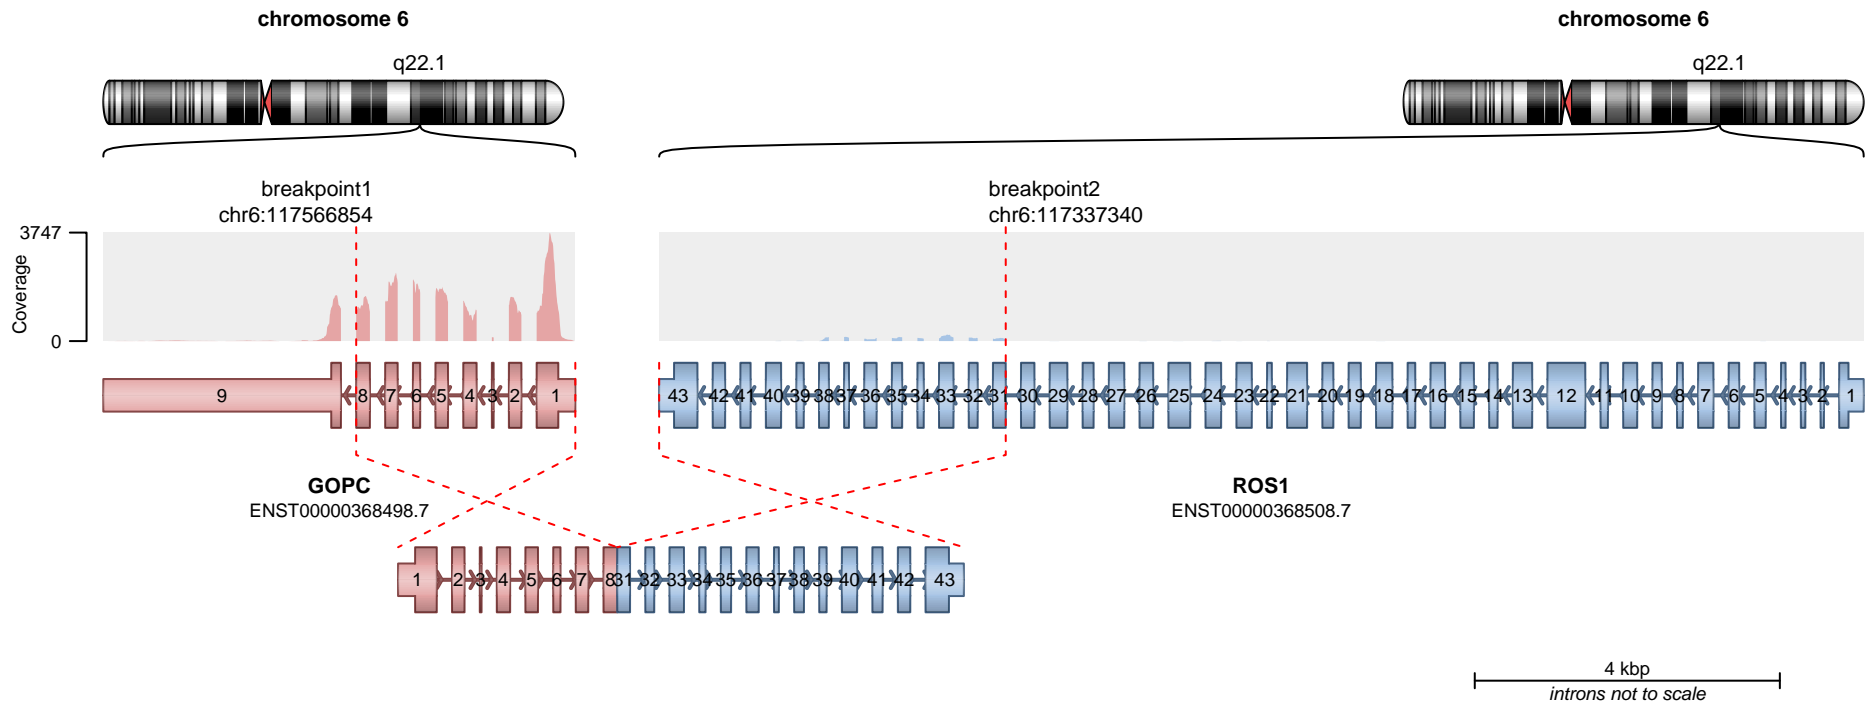 chromosome 6
chromosome 6
q22.1
q22.1
breakpoint1
chr6:117566854
breakpoint2
chr6:117337340
3747
Coverage
0
9 8 7 6 5 4 3 2 1
43 42 41 40 39 38 37 36 35 34 33 32 31 30 29 28 27 26 25 24 23 22 21 20 19 18 17 16 15 14 13 12 11 10 9 8 7 6 5 4 3 2 1
GOPC
ENST00000368498.7
ROS1
ENST00000368508.7
1 2 3 4 5 6 7 8 31 32 33 34 35 36 37 38 39 40 41 42 43
4 kbp
introns not to scale